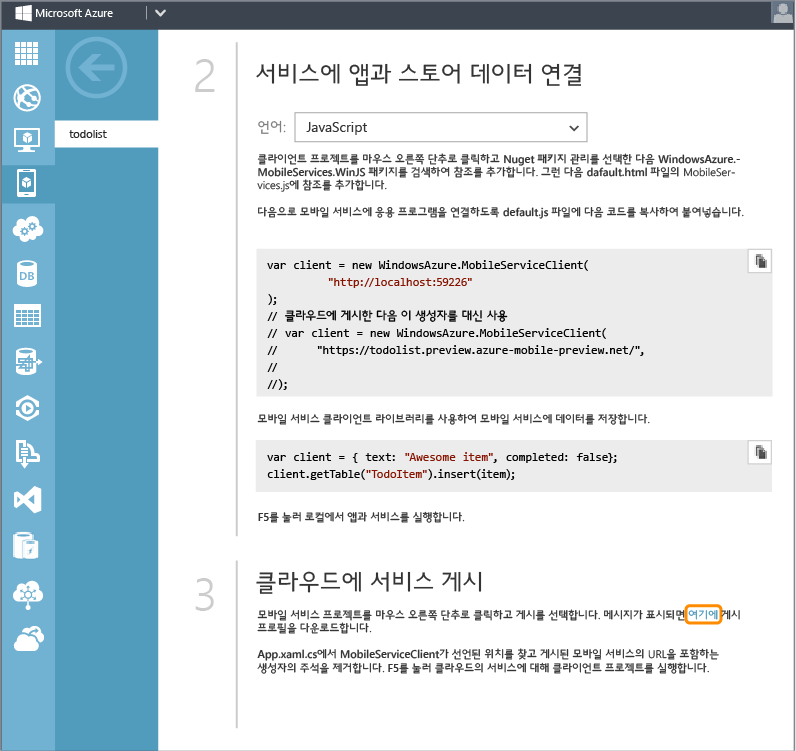 Microsoft Azure
todolist
2
서비스에 앱과 스토어 데이터 연결
언어: JavaScript
클라이언트 프로젝트를 마우스 오른쪽 단추로 클릭하고 Nuget 패키지 관리를 선택한 다음 WindowsAzure.-
MobileServices.WinJS 패키지를 검색하여 참조를 추가합니다. 그런 다음 dafault.html 파일의 MobileSer-
vices.js에 참조를 추가합니다.
다음으로 모바일 서비스에 응용 프로그램을 연결하도록 default.js 파일에 다음 코드를 복사하여 붙여넣습니다.
var client = new WindowsAzure.MobileServiceClient(
"http://localhost:59226"
);
// 클라우드에 게시한 다음 이 생성자를 대신 사용
// var client = new WindowsAzure.MobileServiceClient(
// "https://todolist.preview.azure-mobile-preview.net/",
//
//);
모바일 서비스 클라이언트 라이브러리를 사용하여 모바일 서비스에 데이터를 저장합니다.
var client = { text: "Awesome item", completed: false};
client.getTable("TodoItem").insert(item);
F5를 눌러 로컬에서 앱과 서비스를 실행합니다.
3
클라우드에 서비스 게시
모바일 서비스 프로젝트를 마우스 오른쪽 단추로 클릭하고 게시를 선택합니다. 메시지가 표시되면 여기에 게시
프로필을 다운로드합니다.
App.xaml.cs에서 MobileServiceClient가 선언된 위치를 찾고 게시된 모바일 서비스의 URL을 포함하는
생성자의 주석을 제거합니다. F5를 눌러 클라우드의 서비스에 대해 클라이언트 프로젝트를 실행합니다.
DB